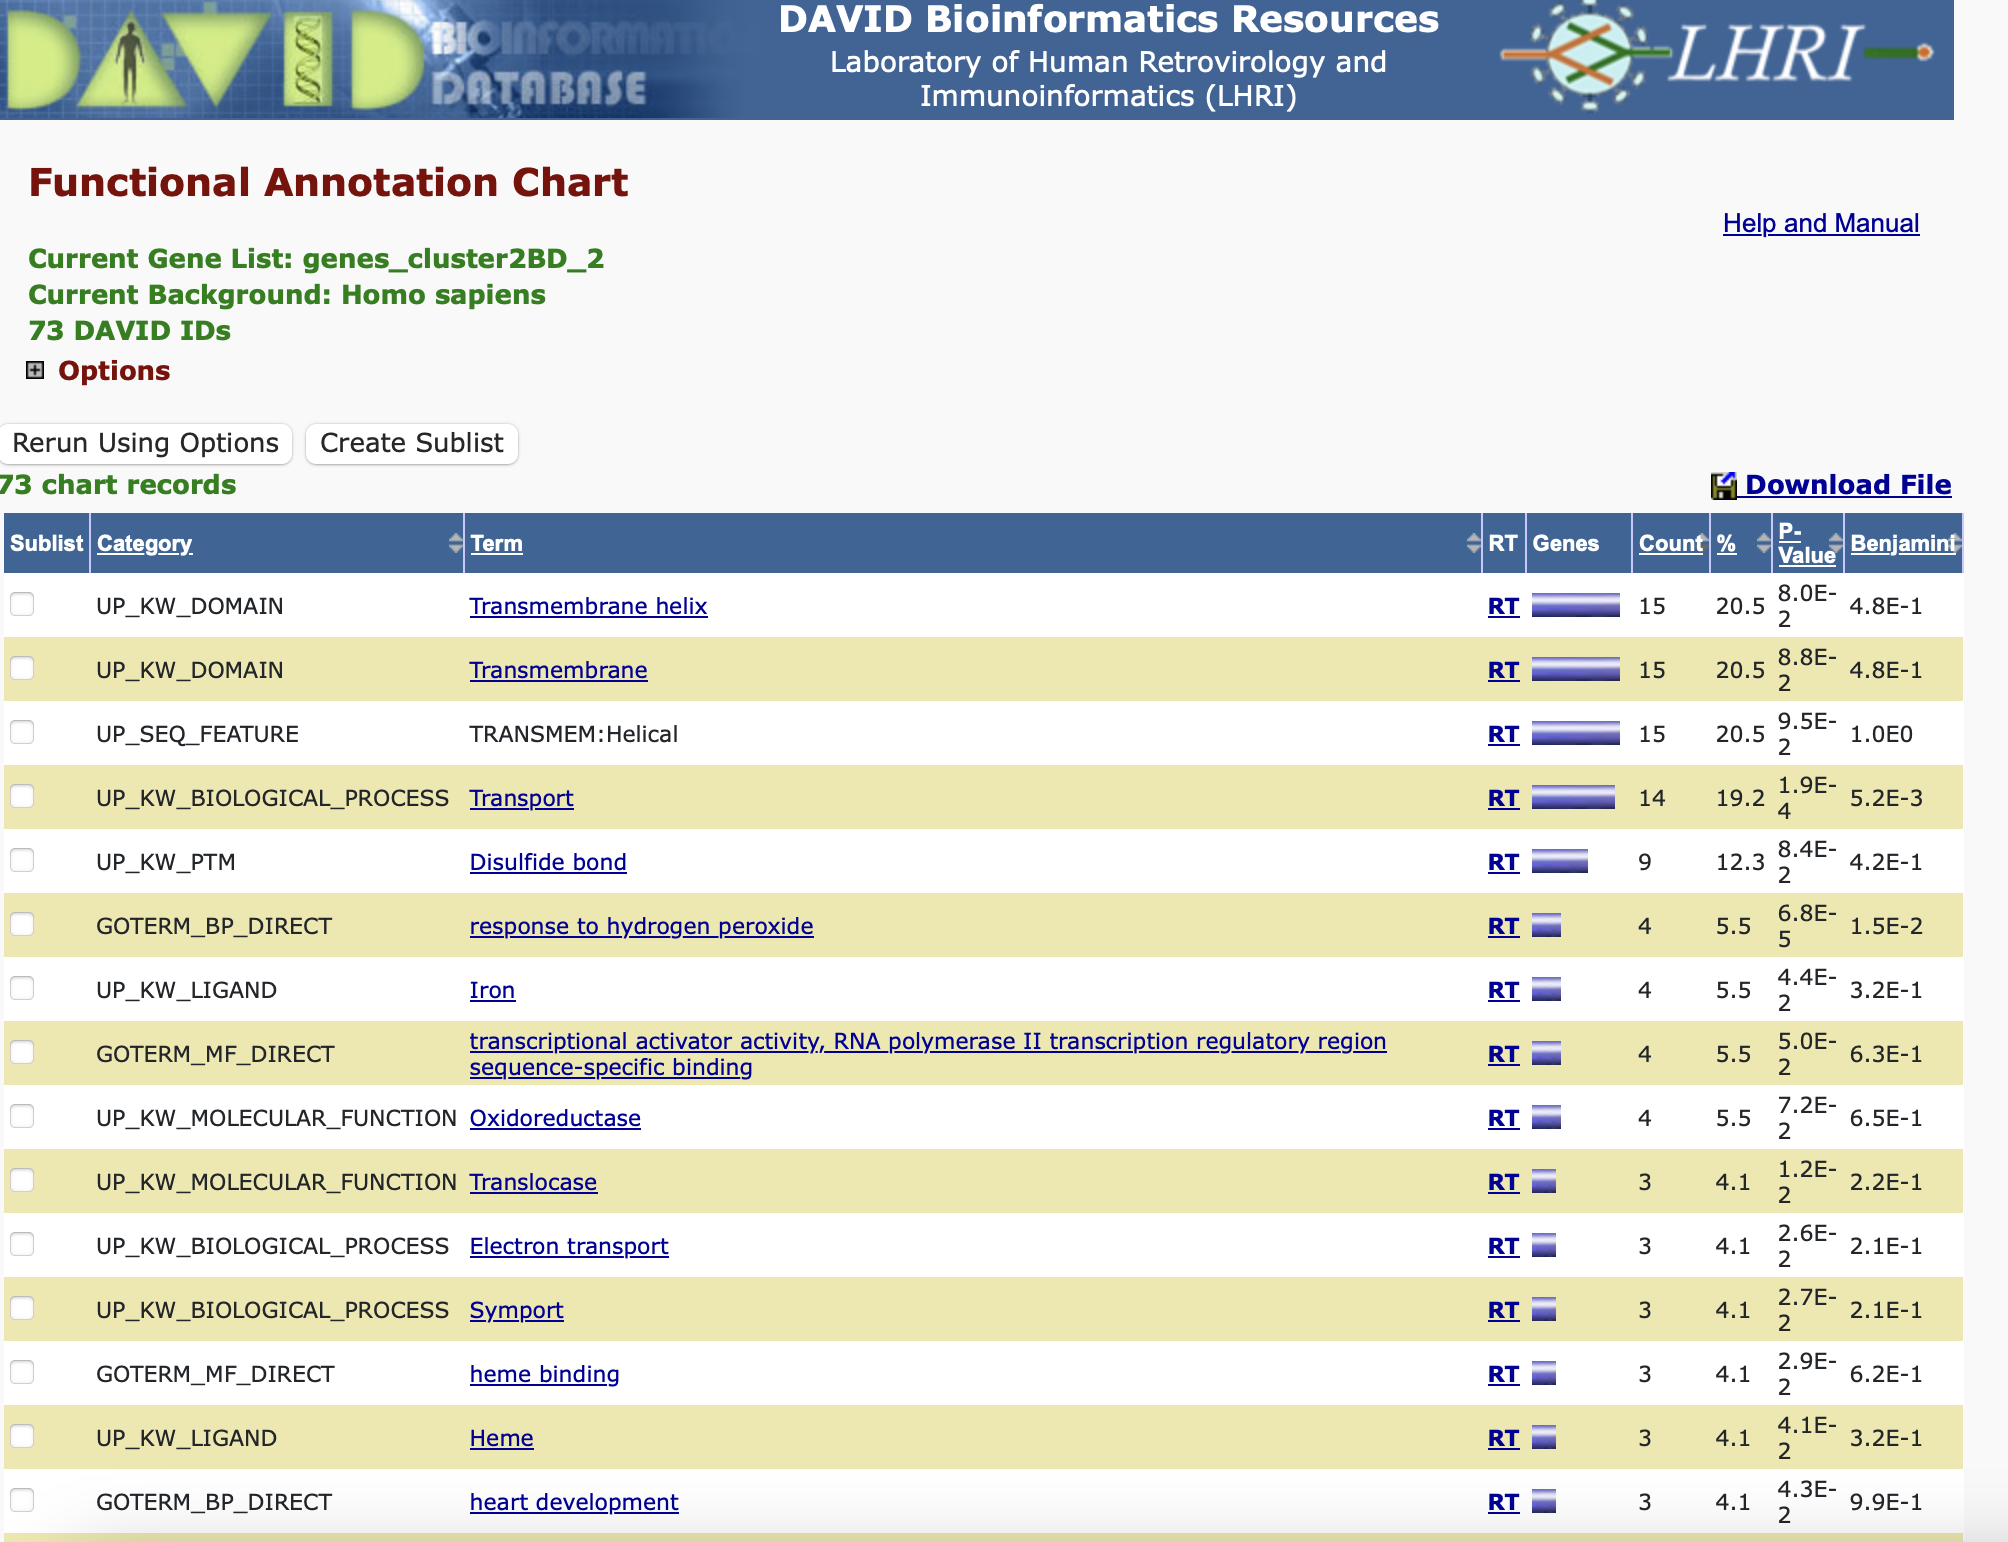 DAVID BIOINFORMATICS DATABASE
DAVID Bioinformatics Resources
Laboratory of Human Retrovirology and
Immunoinformatics (LHRI)
LHRI
Functional Annotation Chart
Help and Manual
Current Gene List: genes_cluster2BD_2
Current Background: Homo sapiens
73 DAVID IDs
Options
Rerun Using Options Create Sublist
73 chart records Download File
Sublist Category Term RT Genes Count % P-Value Benjamini
UP_KW_DOMAIN Transmembrane helix RT 15 20.5 8.0E-2 4.8E-1
UP_KW_DOMAIN Transmembrane RT 15 20.5 8.8E-2 4.8E-1
UP_SEQ_FEATURE TRANSMEM:Helical RT 15 20.5 9.5E-2 1.0E0
UP_KW_BIOLOGICAL_PROCESS Transport RT 14 19.2 1.9E-4 5.2E-3
UP_KW_PTM Disulfide bond RT 9 12.3 8.4E-2 4.2E-1
GOTERM_BP_DIRECT response to hydrogen peroxide RT 4 5.5 6.8E-5 1.5E-2
UP_KW_LIGAND Iron RT 4 5.5 4.4E-2 3.2E-1
GOTERM_MF_DIRECT transcriptional activator activity, RNA polymerase II transcription regulatory region sequence-specific binding RT 4 5.5 5.0E-2 6.3E-1
UP_KW_MOLECULAR_FUNCTION Oxidoreductase RT 4 5.5 7.2E-2 6.5E-1
UP_KW_MOLECULAR_FUNCTION Translocase RT 3 4.1 1.2E-2 2.2E-1
UP_KW_BIOLOGICAL_PROCESS Electron transport RT 3 4.1 2.6E-2 2.1E-1
UP_KW_BIOLOGICAL_PROCESS Symport RT 3 4.1 2.7E-2 2.1E-1
GOTERM_MF_DIRECT heme binding RT 3 4.1 2.9E-2 6.2E-1
UP_KW_LIGAND Heme RT 3 4.1 4.1E-2 3.2E-1
GOTERM_BP_DIRECT heart development RT 3 4.1 4.3E-2 9.9E-1